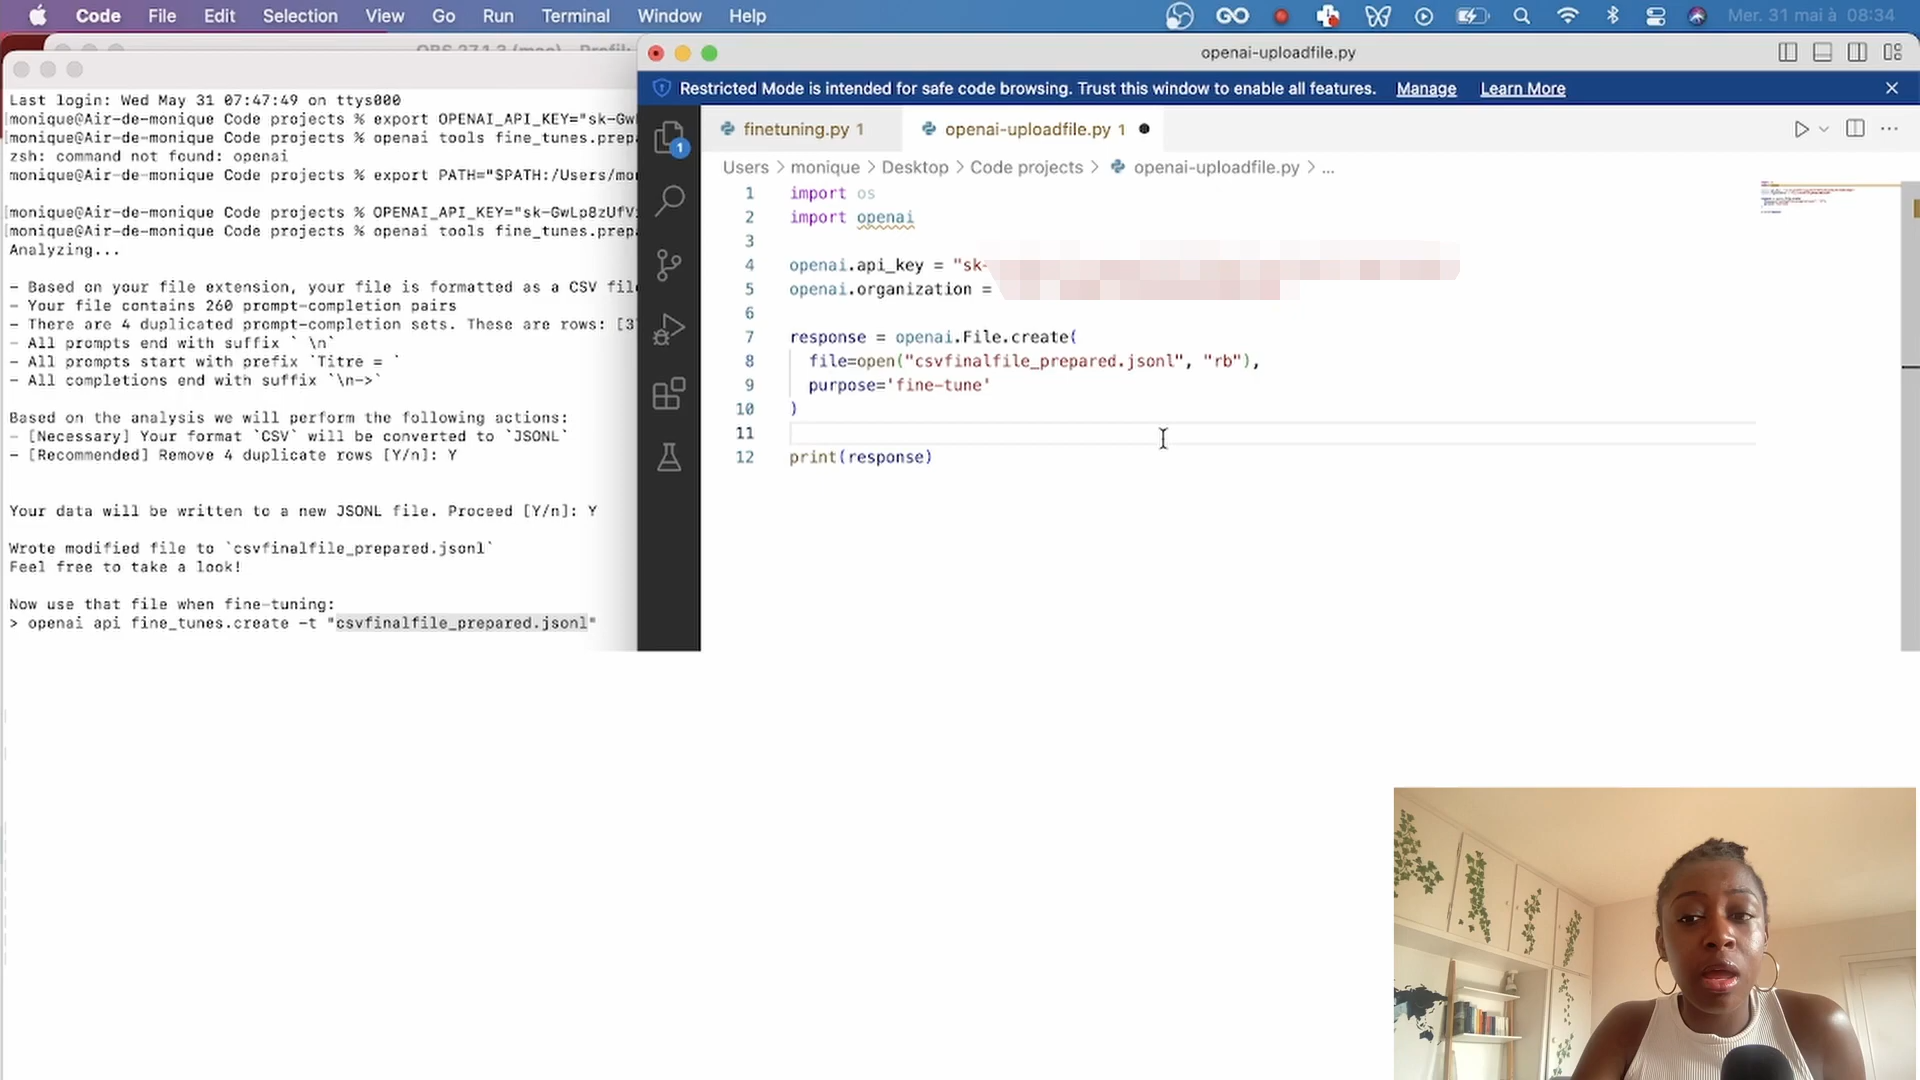 Code File Edit Selection View Go Run Terminal Window Help
GO
Mer. 31 mai à 08:34
Last login: Wed May 31 07:47:49 on ttys000
[monique@Air-de-monique Code projects % export OPENAI_API_KEY="sk-GwL
[monique@Air-de-monique Code projects % openai tools fine_tunes.prepa
zsh: command not found: openai
monique@Air-de-monique Code projects % export PATH="$PATH:/Users/mon
[monique@Air-de-monique Code projects % OPENAI_API_KEY="sk-GwLp8zUfV
[monique@Air-de-monique Code projects % openai tools fine_tunes.prepa
Analyzing...
- Based on your file extension, your file is formatted as a CSV file
- Your file contains 260 prompt-completion pairs
- There are 4 duplicated prompt-completion sets. These are rows: [3
- All prompts end with suffix ` \n`
- All prompts start with prefix `Titre = `
- All completions end with suffix `\n->`
Based on the analysis we will perform the following actions:
- [Necessary] Your format `CSV` will be converted to `JSONL`
- [Recommended] Remove 4 duplicate rows [Y/n]: Y
Your data will be written to a new JSONL file. Proceed [Y/n]: Y
Wrote modified file to `csvfinalfile_prepared.jsonl`
Feel free to take a look!
Now use that file when fine-tuning:
> openai api fine_tunes.create -t "csvfinalfile_prepared.jsonl"
openai-uploadfile.py
Restricted Mode is intended for safe code browsing. Trust this window to enable all features. Manage Learn More
finetuning.py 1 openai-uploadfile.py 1
1
Users > monique > Desktop > Code projects > openai-uploadfile.py > ...
1 import os
2 import openai
3
4 openai.api_key = "sk-
5 openai.organization =
6
7 response = openai.File.create(
8 file=open("csvfinalfile_prepared.jsonl", "rb"),
9 purpose='fine-tune'
10 )
11
12 print(response)